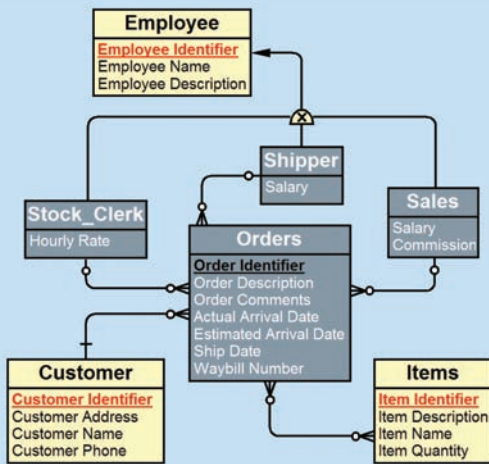 Employee
Employee Identifier
Employee Name
Employee Description
X
Shipper
Salary
Stock_Clerk
Hourly Rate
Sales
Salary
Commission
Orders
Order Identifier
Order Description
Order Comments
Actual Arrival Date
Estimated Arrival Date
Ship Date
Waybill Number
Customer
Customer Identifier
Customer Address
Customer Name
Customer Phone
Items
Item Identifier
Item Description
Item Name
Item Quantity